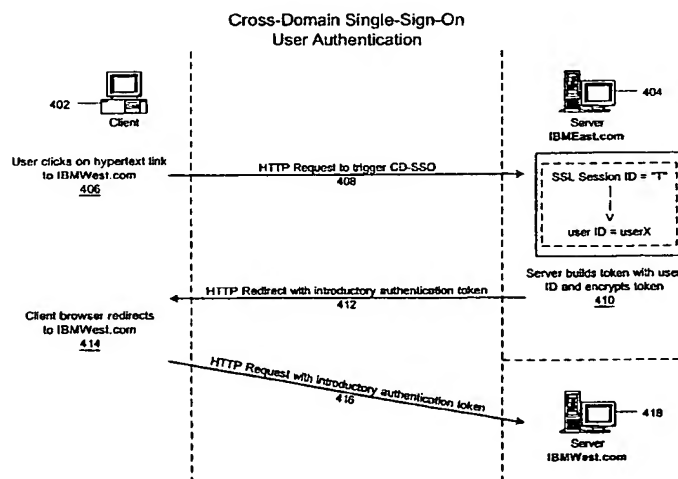 Cross-Domain Single-Sign-On
User Authentication
402
Client
404
Server
IBMEast.com
User clicks on hypertext link
to IBMWest.com
406
HTTP Request to trigger CD-SSO
408
SSL Session ID = "1"
user ID = userX
Server builds token with user
ID and encrypts token
410
HTTP Redirect with introductory authentication token
412
Client browser redirects
to IBMWest.com
414
HTTP Request with introductory authentication token
416
418
Server
IBMWest.com